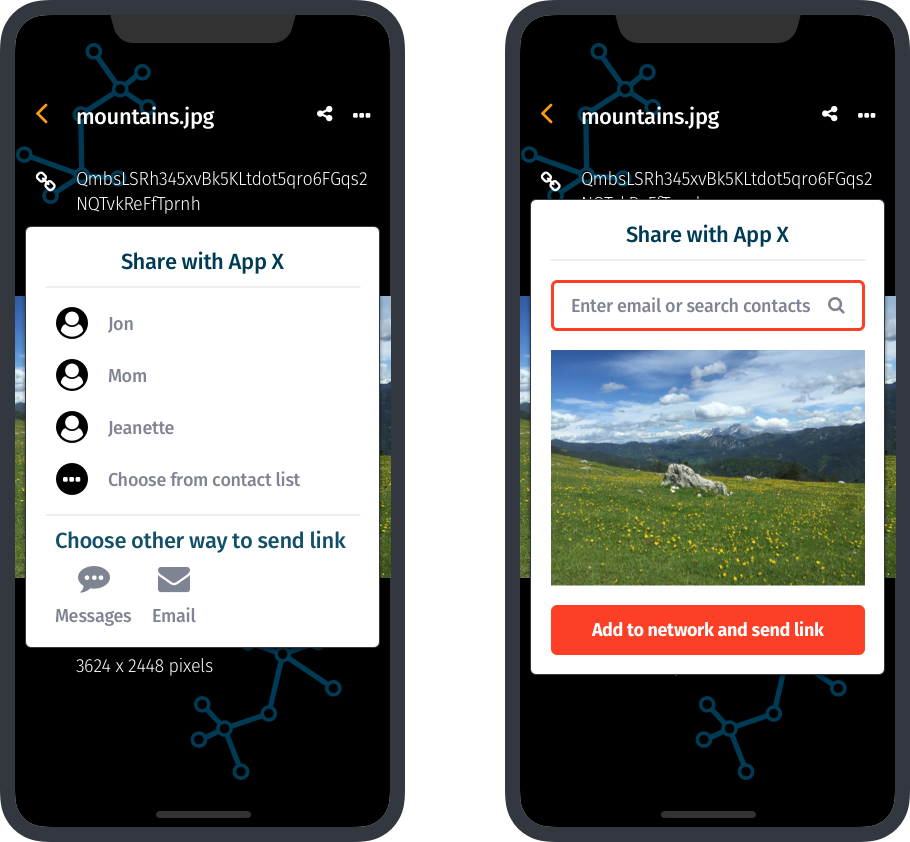 mountains.jpg
QmbsLSRh345xvBk5KLtdot5qro6FGqs2
NQTvkReFfTprnh
Share with App X
Jon
Mom
Jeanette
Choose from contact list
Choose other way to send link
Messages
Email
3624 x 2448 pixels
mountains.jpg
QmbsLSRh345xvBk5KLtdot5qro6FGqs2
Share with App X
Enter email or search contacts
Add to network and send link